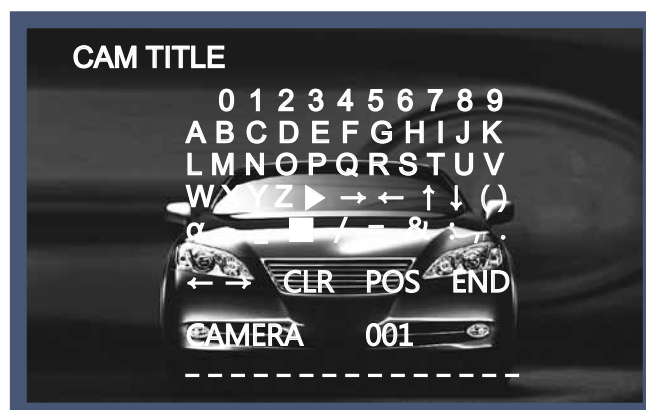 CAM TITLE
0 1 2 3 4 5 6 7 8 9
A B C D E F G H I J K
L M N O P Q R S T U V
W X Y Z ▶ → ← ↑ ↓ ( )
α - _ ■ / = & : , .
← → CLR POS END
CAMERA 001
_ _ _ _ _ _ _ _ _ _ _ _ _ _ _